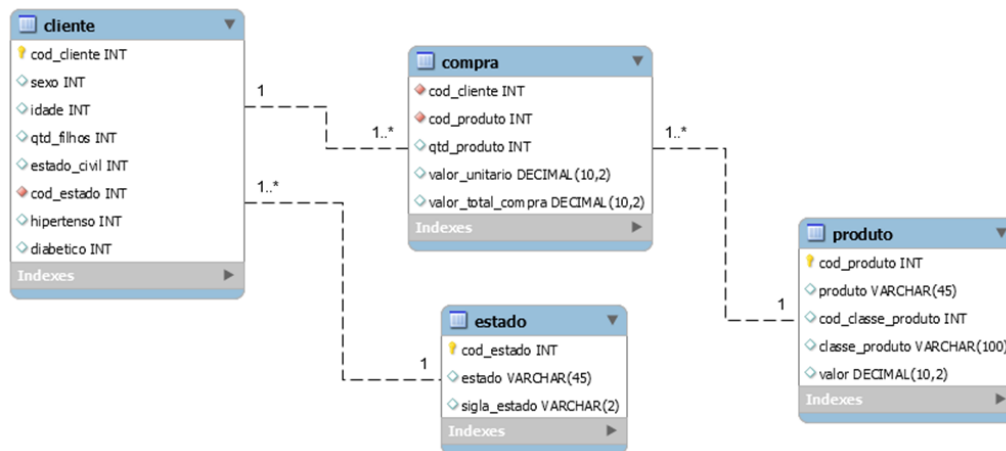 cliente
cod_cliente INT
sexo INT
idade INT
qtd_filhos INT
estado_civil INT
cod_estado INT
hipertenso INT
diabetico INT
Indexes
1
1..*
1..*
compra
cod_cliente INT
cod_produto INT
qtd_produto INT
valor_unitario DECIMAL(10,2)
valor_total_compra DECIMAL(10,2)
Indexes
1..*
1
estado
cod_estado INT
estado VARCHAR(45)
sigla_estado VARCHAR(2)
Indexes
1
produto
cod_produto INT
produto VARCHAR(45)
cod_classe_produto INT
classe_produto VARCHAR(100)
valor DECIMAL(10,2)
Indexes